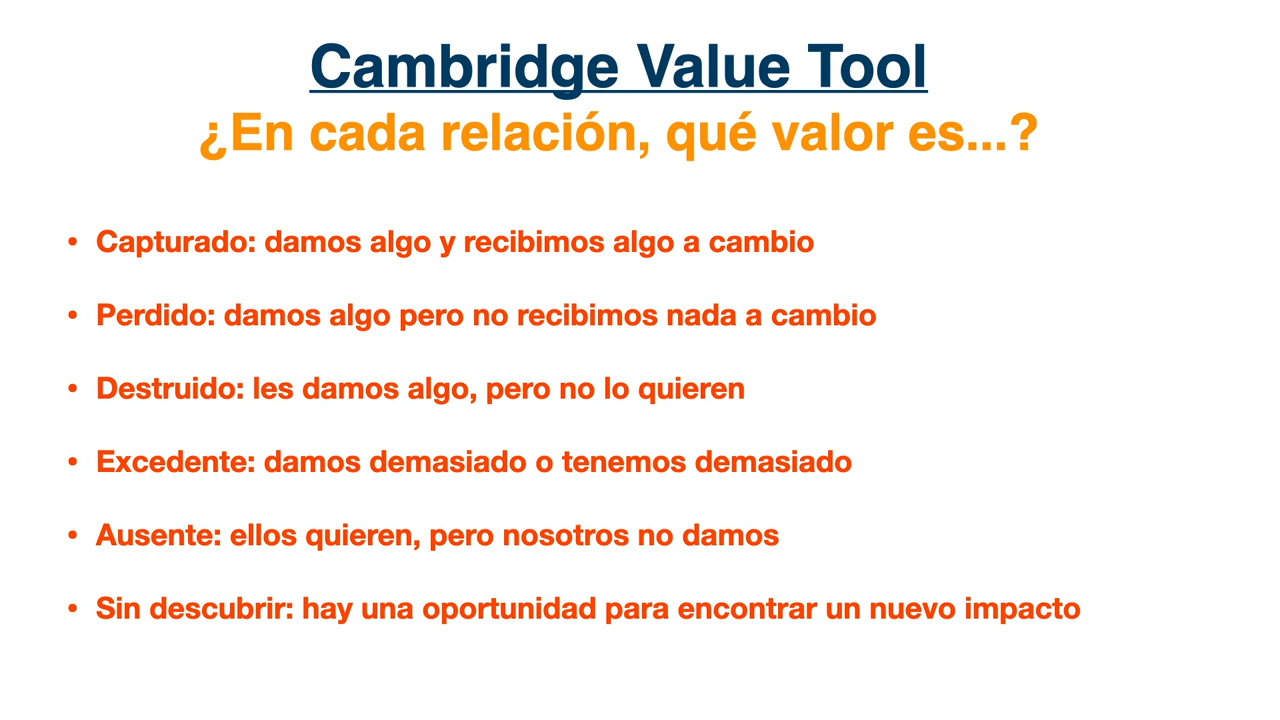 Cambridge Value Tool
¿En cada relación, qué valor es...?
• Capturado: damos algo y recibimos algo a cambio
• Perdido: damos algo pero no recibimos nada a cambio
• Destruido: les damos algo, pero no lo quieren
• Excedente: damos demasiado o tenemos demasiado
• Ausente: ellos quieren, pero nosotros no damos
• Sin descubrir: hay una oportunidad para encontrar un nuevo impacto